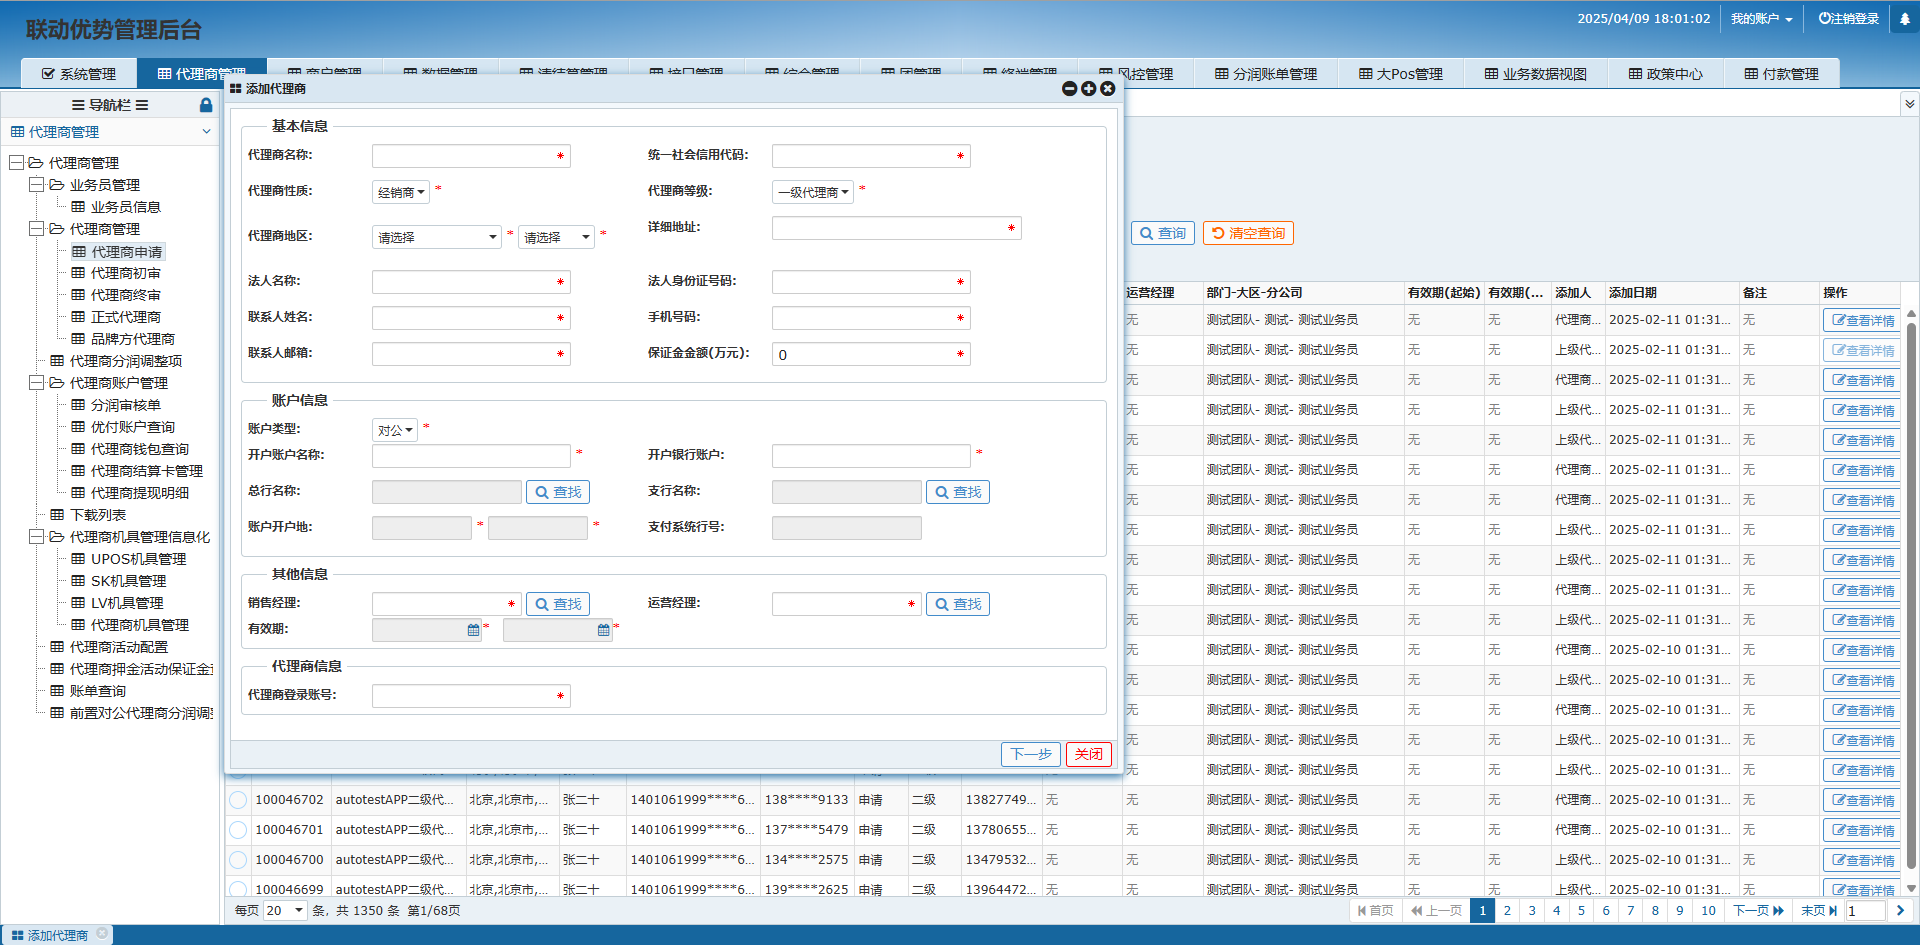 联动优势管理后台
2025/04/09 18:01:02 我的账户 注销登录
系统管理 代理商管理 商户管理 数据管理 清结算管理 接口管理 综合管理 团管理 终端管理 风控管理 分润账单管理 大Pos管理 业务数据视图 政策中心 付款管理
导航栏
代理商管理
代理商管理
业务员管理
业务员信息
代理商管理
代理商申请
代理商初审
代理商终审
正式代理商
品牌方代理商
代理商分润调整项
代理商账户管理
分润审核单
优付账户查询
代理商钱包查询
代理商结算卡管理
代理商提现明细
下载列表
代理商机具管理信息化
UPOS机具管理
SK机具管理
LV机具管理
代理商机具管理
代理商活动配置
代理商押金活动保证金
账单查询
前置对公代理商分润调
添加代理商
基本信息
代理商名称: * 统一社会信用代码: *
代理商性质: 经销商 * 代理商等级: 一级代理商 *
代理商地区: 请选择 * 请选择 * 详细地址: *
法人名称: * 法人身份证号码: *
联系人姓名: * 手机号码: *
联系人邮箱: * 保证金金额(万元): 0 *
账户信息
账户类型: 对公 *
开户账户名称: * 开户银行账户: *
总行名称: 查找 支行名称: 查找
账户开户地: * * 支付系统行号:
其他信息
销售经理: * 查找 运营经理: * 查找
有效期: * *
代理商信息
代理商登录账号: *
下一步 关闭
查询 清空查询
运营经理 部门-大区-分公司 有效期(起始) 有效期(... 添加人 添加日期 备注 操作
无 测试团队- 测试- 测试业务员 无 无 代理商... 2025-02-11 01:31... 无 查看详情
无 测试团队- 测试- 测试业务员 无 无 上级代... 2025-02-11 01:31... 无 查看详情
无 测试团队- 测试- 测试业务员 无 无 代理商... 2025-02-11 01:31... 无 查看详情
无 测试团队- 测试- 测试业务员 无 无 上级代... 2025-02-11 01:31... 无 查看详情
无 测试团队- 测试- 测试业务员 无 无 上级代... 2025-02-11 01:31... 无 查看详情
无 测试团队- 测试- 测试业务员 无 无 代理商... 2025-02-11 01:31... 无 查看详情
无 测试团队- 测试- 测试业务员 无 无 代理商... 2025-02-11 01:31... 无 查看详情
无 测试团队- 测试- 测试业务员 无 无 上级代... 2025-02-11 01:31... 无 查看详情
无 测试团队- 测试- 测试业务员 无 无 上级代... 2025-02-11 01:31... 无 查看详情
无 测试团队- 测试- 测试业务员 无 无 代理商... 2025-02-11 01:31... 无 查看详情
无 测试团队- 测试- 测试业务员 无 无 上级代... 2025-02-11 01:31... 无 查看详情
无 测试团队- 测试- 测试业务员 无 无 代理商... 2025-02-10 01:31... 无 查看详情
无 测试团队- 测试- 测试业务员 无 无 上级代... 2025-02-10 01:31... 无 查看详情
无 测试团队- 测试- 测试业务员 无 无 代理商... 2025-02-10 01:31... 无 查看详情
无 测试团队- 测试- 测试业务员 无 无 上级代... 2025-02-10 01:31... 无 查看详情
无 测试团队- 测试- 测试业务员 无 无 上级代... 2025-02-10 01:31... 无 查看详情
100046702 autotestAPP二级代... 北京,北京市,... 张二十 1401061999****6... 138****9133 申请 二级 13827749... 无 无 测试团队- 测试- 测试业务员 无 无 代理商... 2025-02-10 01:31... 无 查看详情
100046701 autotestAPP二级代... 北京,北京市,... 张二十 1401061999****6... 137****5479 申请 二级 13780655... 无 无 测试团队- 测试- 测试业务员 无 无 代理商... 2025-02-10 01:31... 无 查看详情
100046700 autotestAPP二级代... 北京,北京市,... 张二十 1401061999****6... 134****2575 申请 二级 13479532... 无 无 测试团队- 测试- 测试业务员 无 无 上级代... 2025-02-10 01:31... 无 查看详情
100046699 autotestAPP二级代... 北京,北京市,... 张二十 1401061999****6... 139****2625 申请 二级 13964472... 无 无 测试团队- 测试- 测试业务员 无 无 上级代... 2025-02-10 01:31... 无 查看详情
每页 20 条, 共 1350 条 第1/68页 首页 上一页 1 2 3 4 5 6 7 8 9 10 下一页 末页 1
添加代理商